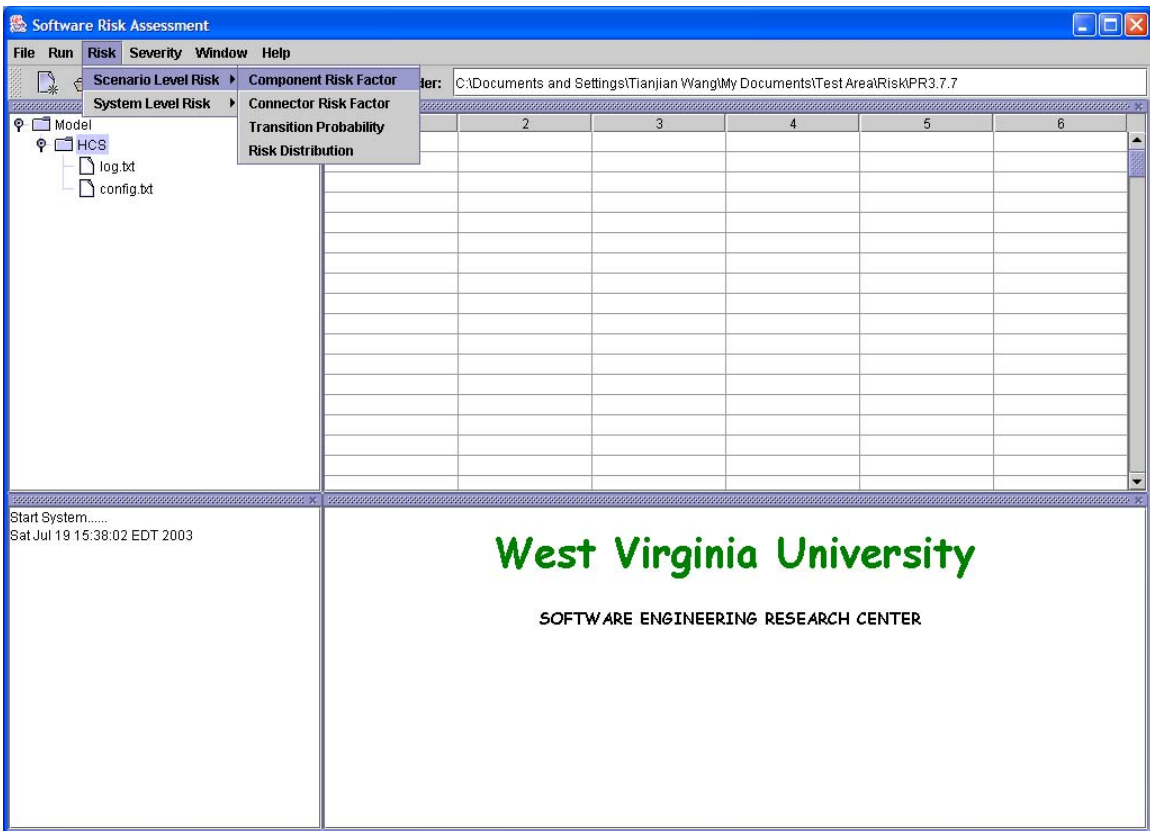 Software Risk Assessment
File Run Risk Severity Window Help
Scenario Level Risk
System Level Risk
Component Risk Factor
Connector Risk Factor
Transition Probability
Risk Distribution
der: C:\Documents and Settings\Tianjian Wang\My Documents\Test Area\Risk\PR3.7.7
2 3 4 5 6
Model
HCS
log.txt
config.txt
Start System......
Sat Jul 19 15:38:02 EDT 2003
West Virginia University
SOFTWARE ENGINEERING RESEARCH CENTER